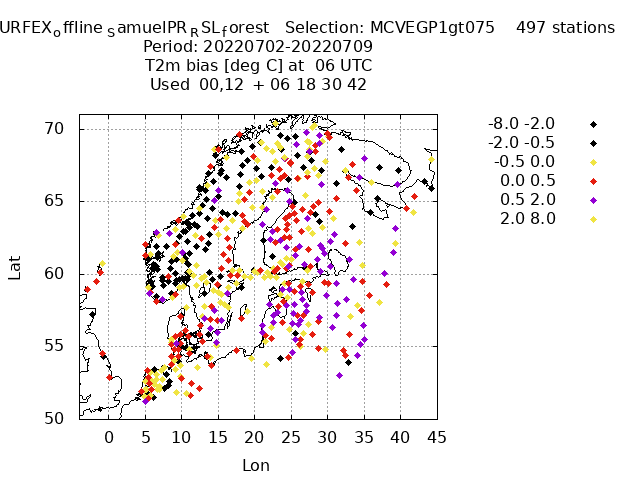 URFEXoffline SamuelPRRSLforest   Selection: MCVEGP1gt075    497 stations
Period: 20220702-20220709
T2m bias [deg C] at  06 UTC
Used  00,12  + 06 18 30 42
-8.0 -2.0
-2.0 -0.5
-0.5 0.0
0.0 0.5
0.5 2.0
2.0 8.0
70
65
60
55
50
Lat
0 5 10 15 20 25 30 35 40 45
Lon